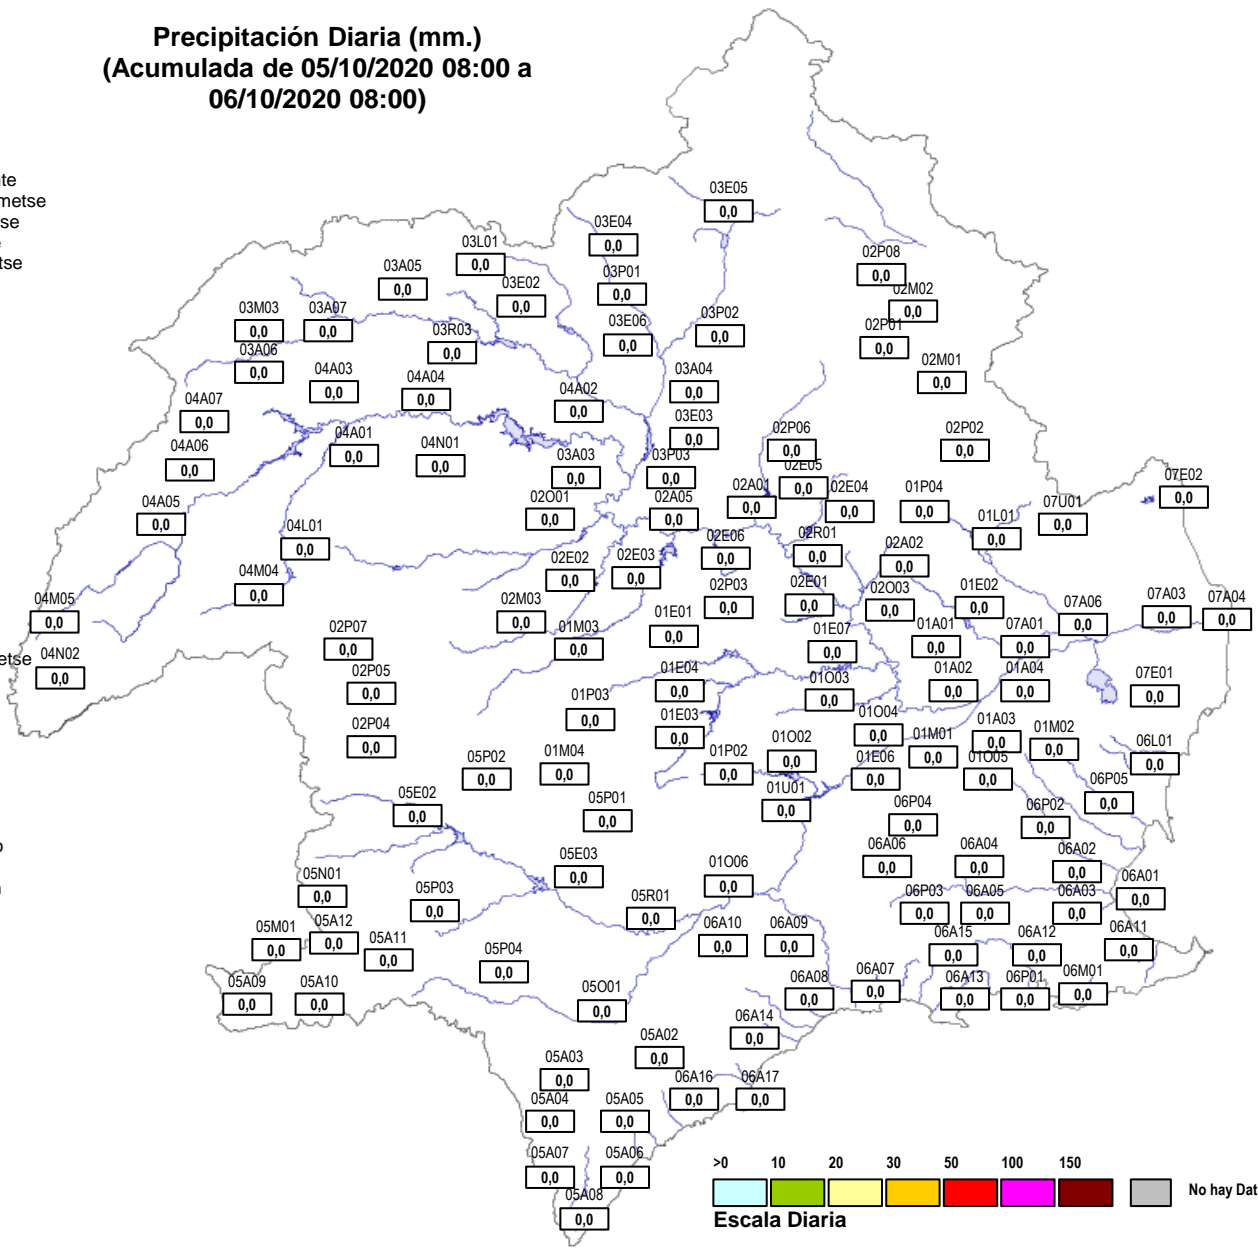 Precipitación Diaria (mm.)
(Acumulada de 05/10/2020 08:00 a
06/10/2020 08:00)
te
metse
se
tse
etse
03E05
0,0
03E04
0,0
03L01
0,0
02P08
0,0
03A05
0,0
03P01
0,0
03E02
0,0
02M02
0,0
03M03
0,0
03A07
0,0
03P02
0,0
03E06
0,0
03R03
0,0
02P01
0,0
03A06
0,0
02M01
0,0
04A03
0,0
04A04
0,0
03A04
0,0
04A02
0,0
04A07
0,0
03E03
0,0
02P06
0,0
02P02
0,0
04A01
0,0
04N01
0,0
04A06
0,0
03A03
0,0
03P03
0,0
02E05
0,0
07E02
0,0
02A01
0,0
02E04
0,0
01P04
0,0
04A05
0,0
02O01
0,0
02A05
0,0
07U01
0,0
01L01
0,0
04L01
0,0
02E06
0,0
02R01
0,0
02A02
0,0
02E02
0,0
02E03
0,0
04M04
0,0
02P03
0,0
02E01
0,0
02O03
0,0
01E02
0,0
07A03
0,0
07A04
0,0
04M05
0,0
02M03
0,0
07A06
0,0
01E01
0,0
02P07
0,0
01M03
0,0
01E07
0,0
01A01
0,0
07A01
0,0
04N02
0,0
02P05
0,0
01E04
0,0
01O03
0,0
01A02
0,0
01A04
0,0
07E01
0,0
01P03
0,0
01E03
0,0
01O04
0,0
02P04
0,0
01A03
0,0
01M02
0,0
01M01
0,0
06L01
0,0
05P02
0,0
01M04
0,0
01P02
0,0
01O02
0,0
01E06
0,0
01O05
0,0
05E02
0,0
05P01
0,0
01U01
0,0
06P05
0,0
06P04
0,0
06P02
0,0
05E03
0,0
01O06
0,0
06A06
0,0
06A04
0,0
06A02
0,0
05N01
0,0
05P03
0,0
05R01
0,0
06P03
0,0
06A05
0,0
06A03
0,0
06A01
0,0
05M01
0,0
05A12
0,0
05A11
0,0
06A10
0,0
06A09
0,0
06A15
0,0
06A12
0,0
06A11
0,0
05P04
0,0
05A09
0,0
05A10
0,0
05O01
0,0
06A08
0,0
06A07
0,0
06A13
0,0
06P01
0,0
06M01
0,0
06A14
0,0
05A02
0,0
05A03
0,0
06A16
0,0
06A17
0,0
05A04
0,0
05A05
0,0
05A07
0,0
05A06
0,0
05A08
0,0
>0 10 20 30 50 100 150
No hay Dat
Escala Diaria